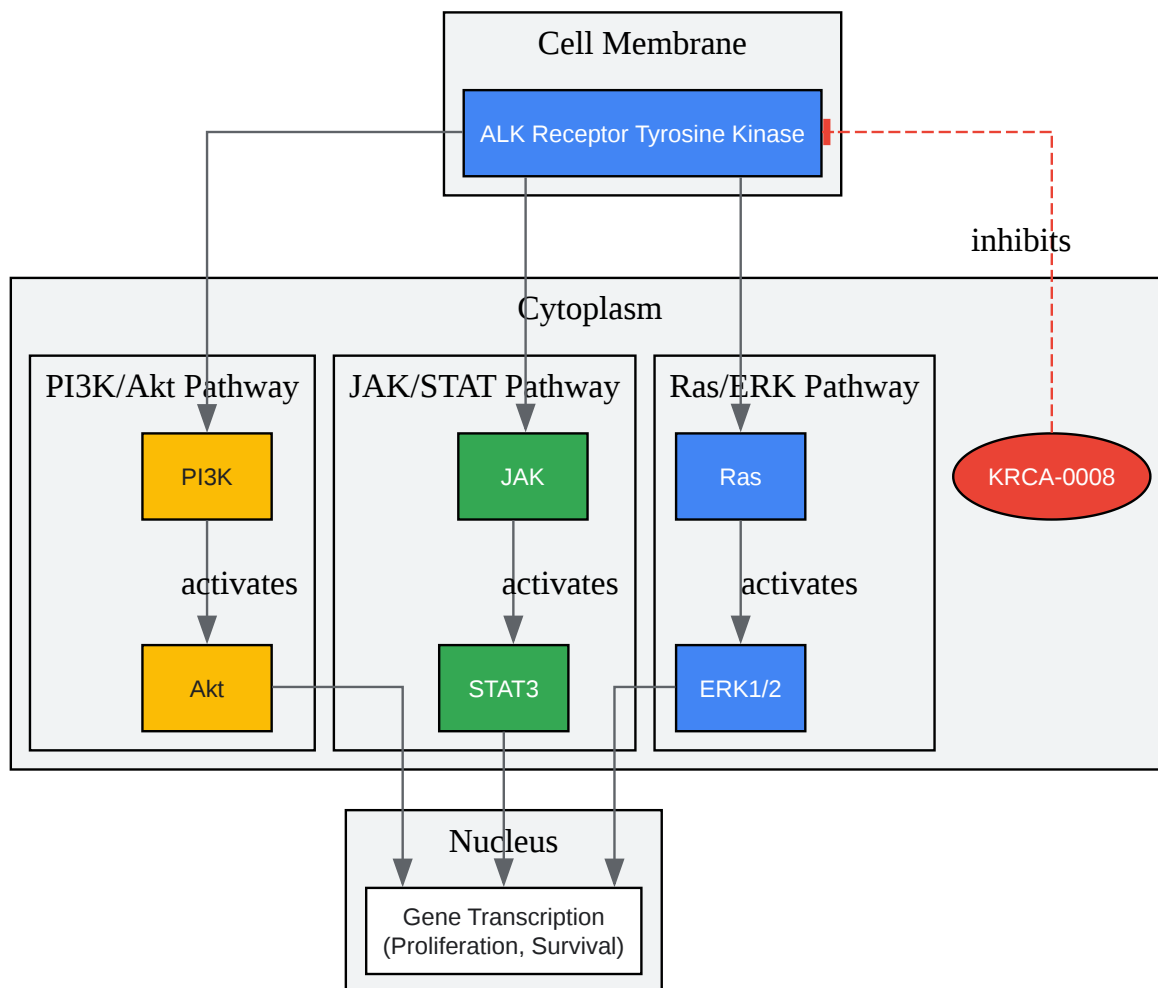 Cell Membrane
ALK Receptor Tyrosine Kinase
inhibits
Cytoplasm
PI3K/Akt Pathway
JAK/STAT Pathway
Ras/ERK Pathway
PI3K
JAK
Ras
KRCA-0008
activates
activates
activates
Akt
STAT3
ERK1/2
Nucleus
Gene Transcription
(Proliferation, Survival)